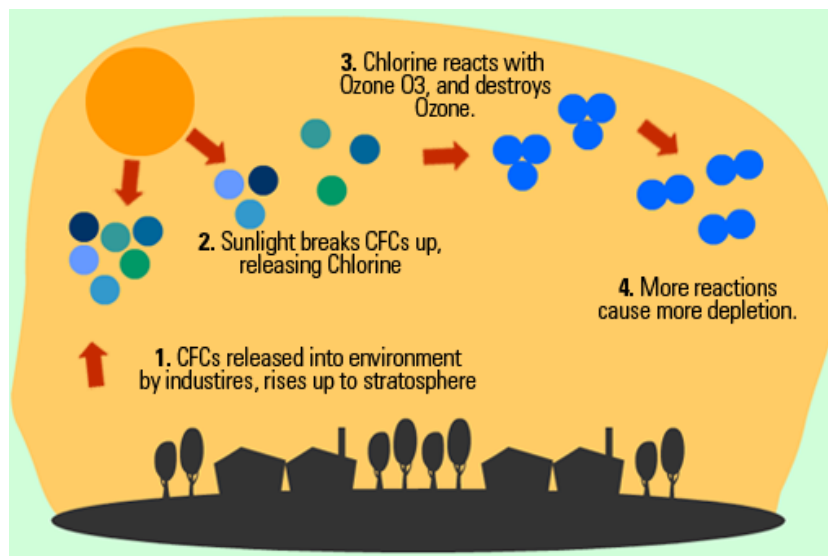 3. Chlorine reacts with
Ozone O3, and destroys
Ozone.
2. Sunlight breaks CFCs up,
releasing Chlorine
4. More reactions
cause more depletion.
1. CFCs released into environment
by industires, rises up to stratosphere